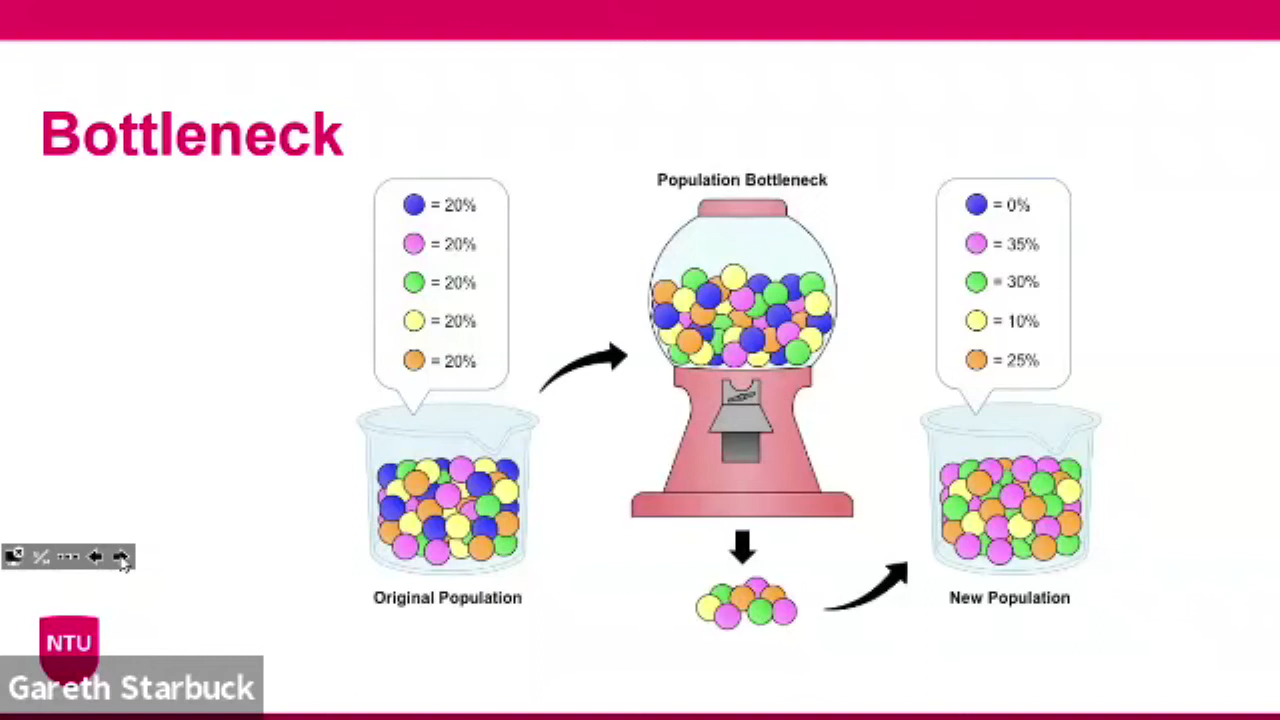 Bottleneck
= 20%
= 20%
= 20%
= 20%
= 20%
Original Population
Population Bottleneck
= 0%
= 35%
= 30%
= 10%
= 25%
New Population
NTU
Gareth Starbuck